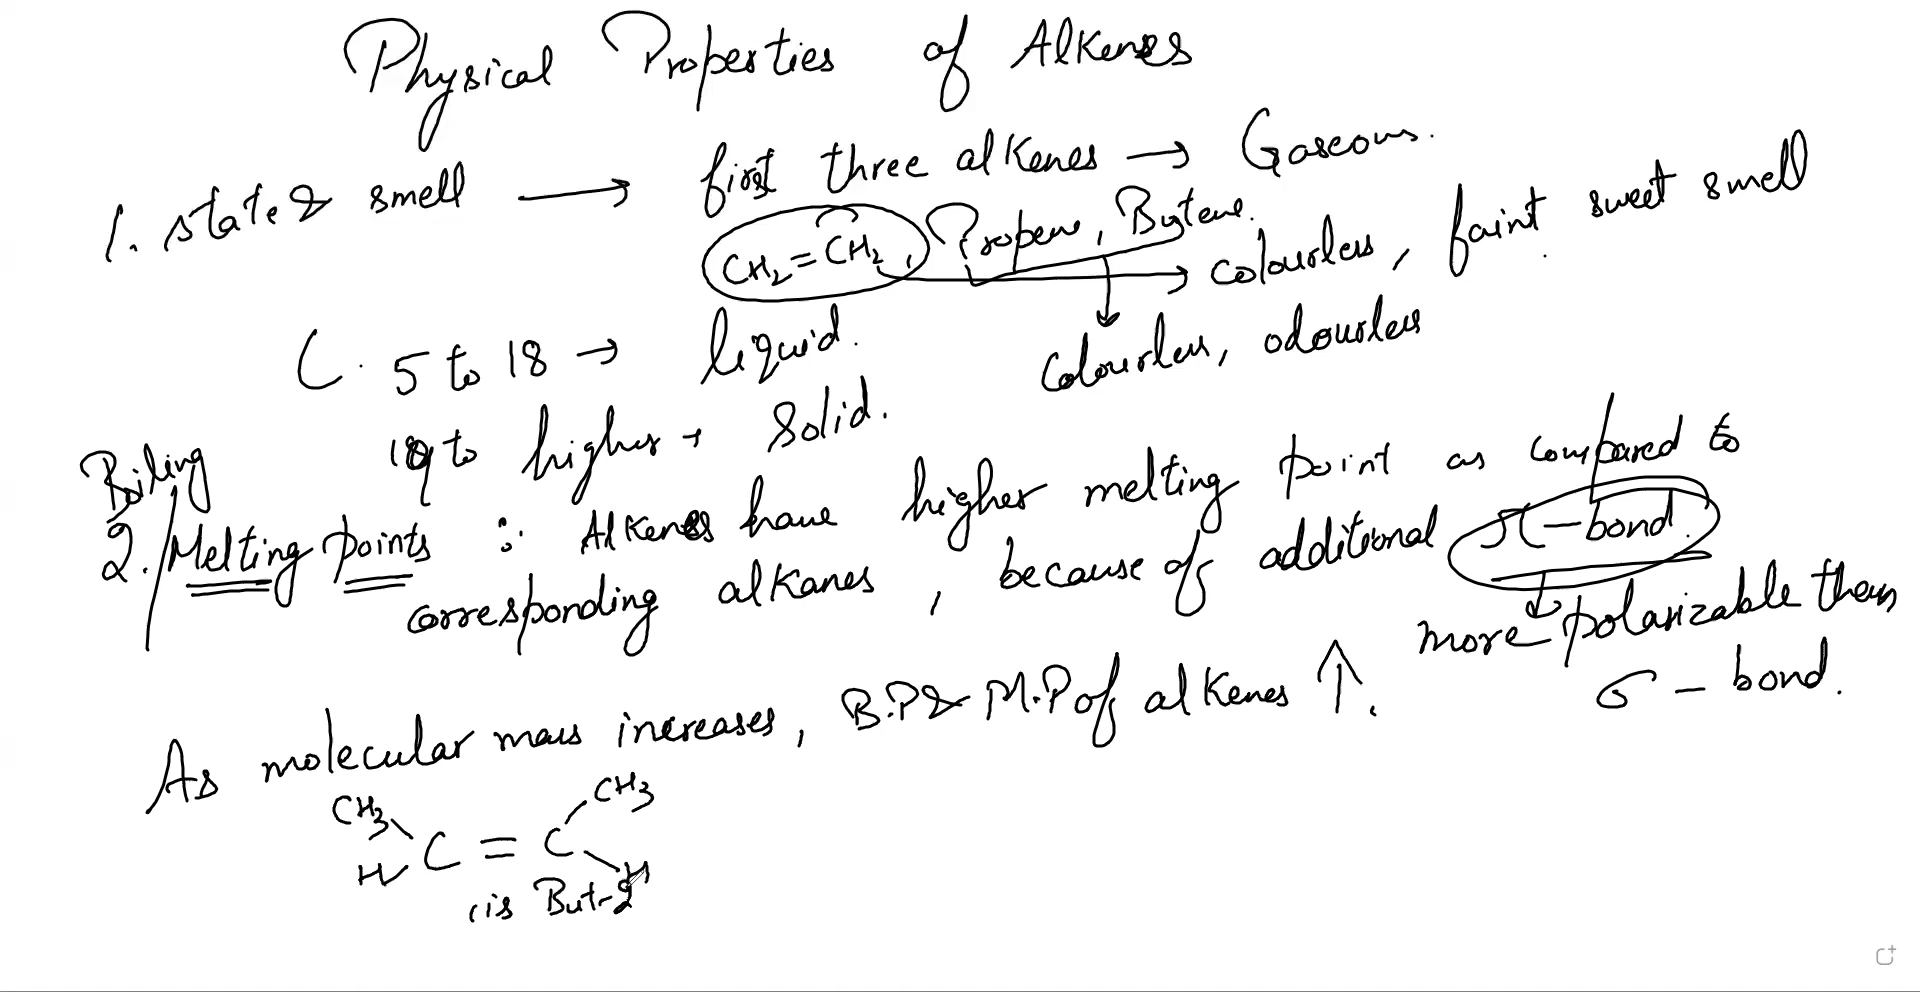 Physical Properties of Alkenes
1. state & smell → first three alkenes → Gaseous.
CH₂=CH₂, Propene, Butene.
→ colourless, faint sweet smell
colourless, odourless
C. 5 to 18 → liquid.
19 to higher → Solid.
Boiling
2. / Melting points : Alkenes have higher melting point as compared to
corresponding alkanes, because of additional π-bond.
more polarizable than
σ - bond.
As molecular mass increases, B.P & M.P of alkenes ↑.
CH₃ CH₃
C = C
H H
cis But-2